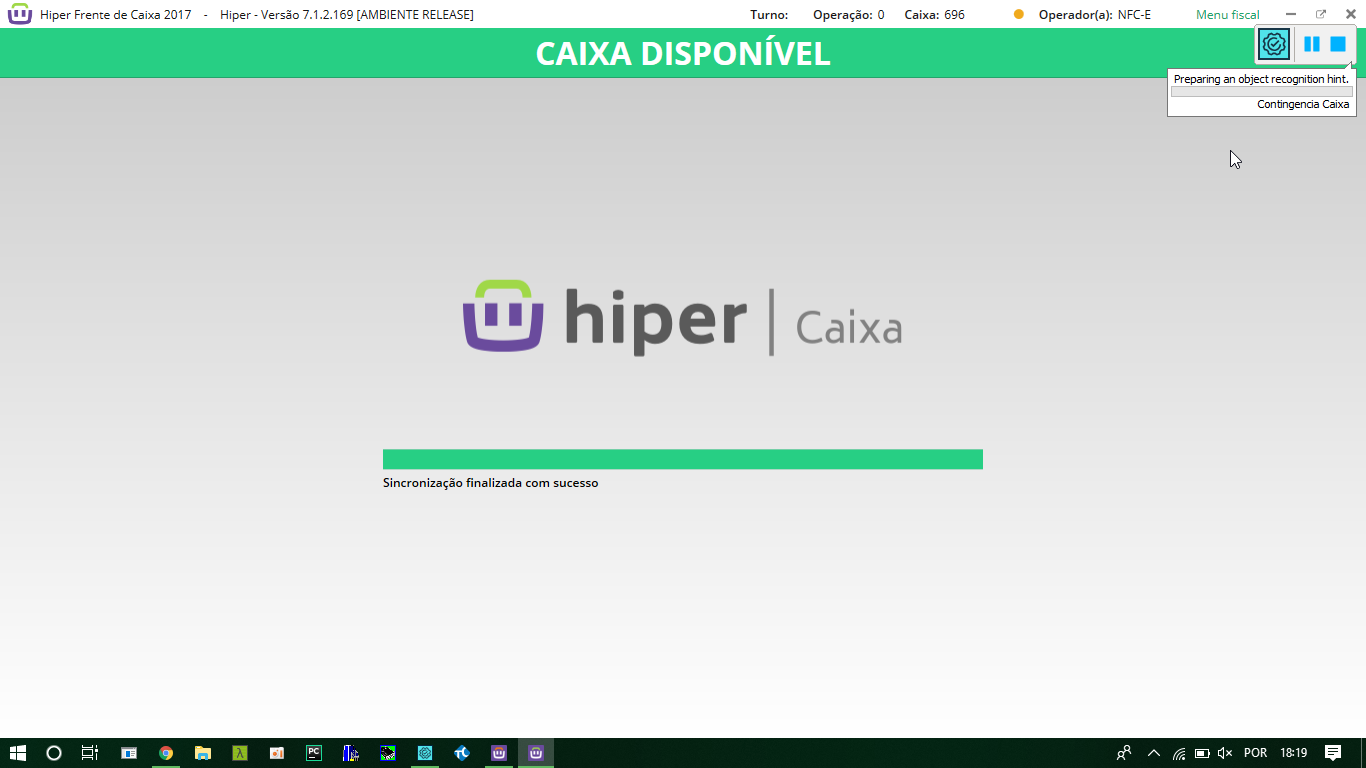 Hiper Frente de Caixa 2017 - Hiper - Versão 7.1.2.169 [AMBIENTE RELEASE] Turno: Operação: 0 Caixa: 696 Operador(a): NFC-E Menu fiscal
CAIXA DISPONÍVEL
Preparing an object recognition hint.
Contingencia Caixa
hiper | Caixa
Sincronização finalizada com sucesso
PC POR 18:19